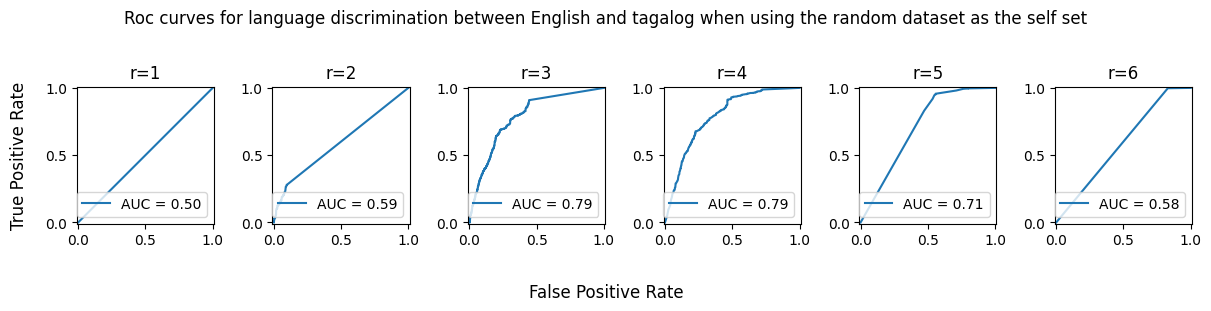 Roc curves for language discrimination between English and tagalog when using the random dataset as the self set
r=1
r=2
r=3
r=4
r=5
r=6
True Positive Rate
1.0
0.5
0.0
AUC = 0.50
0.0 0.5 1.0
1.0
0.5
0.0
AUC = 0.59
0.0 0.5 1.0
1.0
0.5
0.0
AUC = 0.79
0.0 0.5 1.0
1.0
0.5
0.0
AUC = 0.79
0.0 0.5 1.0
1.0
0.5
0.0
AUC = 0.71
0.0 0.5 1.0
1.0
0.5
0.0
AUC = 0.58
0.0 0.5 1.0
False Positive Rate